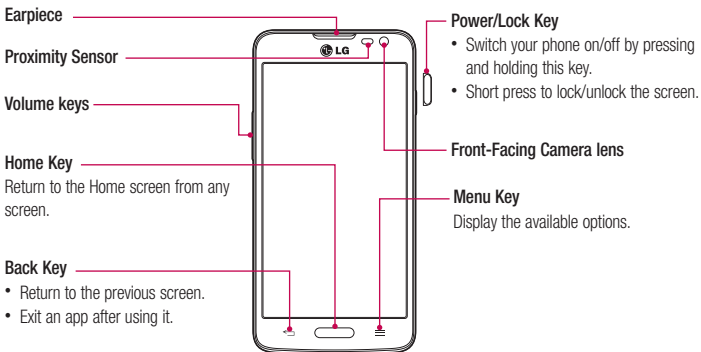 Earpiece
Proximity Sensor
Volume keys
Home Key
Return to the Home screen from any
screen.
Back Key
• Return to the previous screen.
• Exit an app after using it.
LG
Power/Lock Key
• Switch your phone on/off by pressing
and holding this key.
• Short press to lock/unlock the screen.
Front-Facing Camera lens
Menu Key
Display the available options.